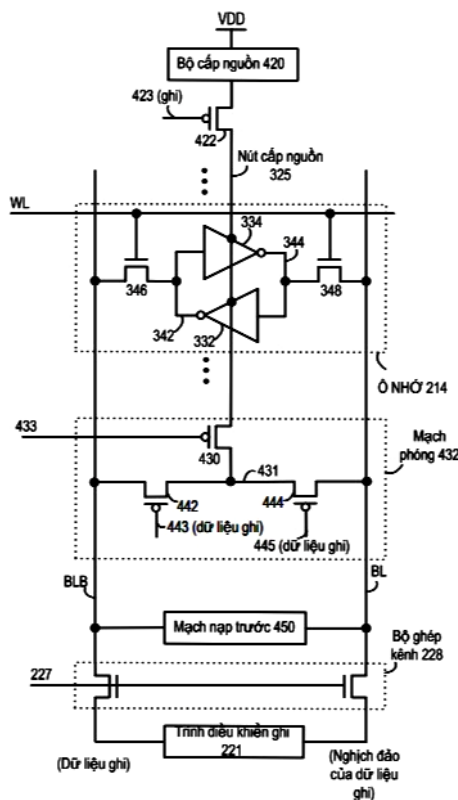 VDD
Bộ cấp nguồn 420
423 (ghi)
422
Nút cấp nguồn
325
WL
334
344
346
348
342
332
Ô NHỚ 214
433
430
Mạch
phóng 432
431
442
444
443 (dữ liệu ghi)
445 (dữ liệu ghi)
BLB
BL
Mạch nạp trước 450
Bộ ghép
kênh 228
227
Trình điều khiển ghi
221
(Dữ liệu ghi)
(Nghịch đảo
của dữ liệu
ghi)